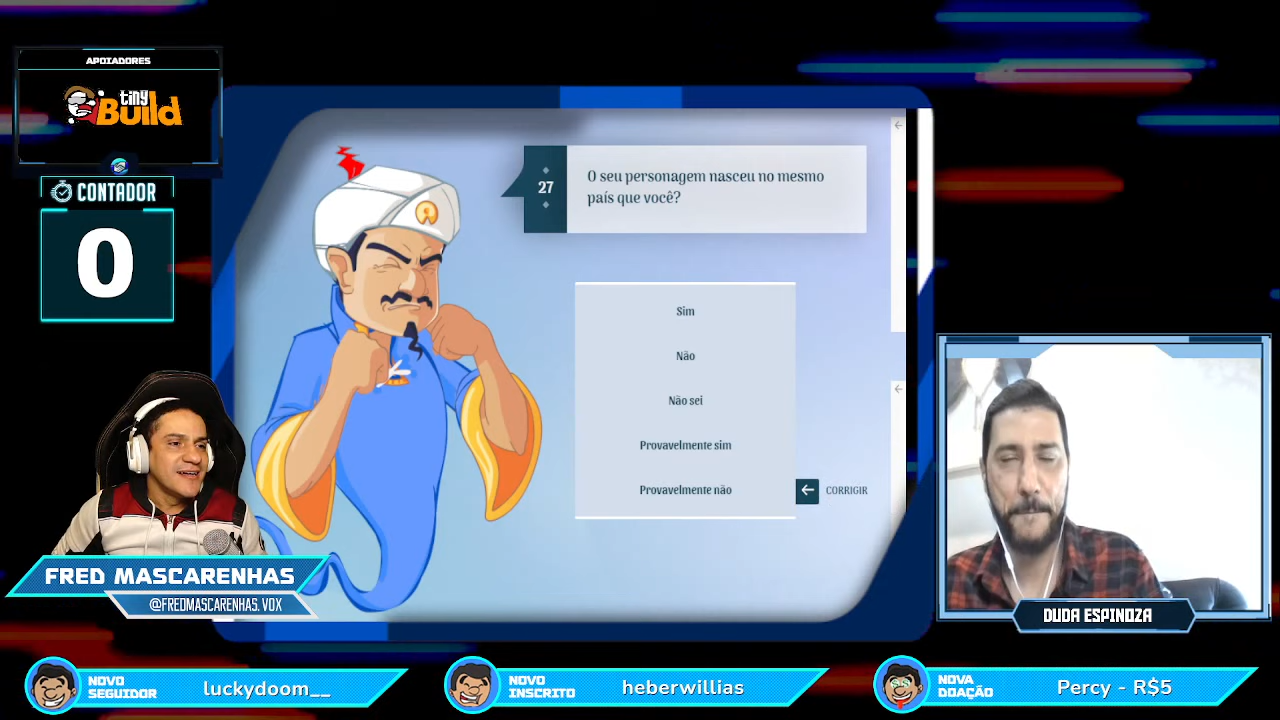 APOIADORES
tiny
Build
CONTADOR
0
27
O seu personagem nasceu no mesmo
país que você?
Sim
Não
Não sei
Provavelmente sim
Provavelmente não
CORRIGIR
FRED MASCARENHAS
@FREDMASCARENHAS.VOX
DUDA ESPINOZA
NOVO
SEGUIDOR
luckydoom__
NOVO
INSCRITO
heberwillias
NOVA
DOAÇÃO
Percy - R$5